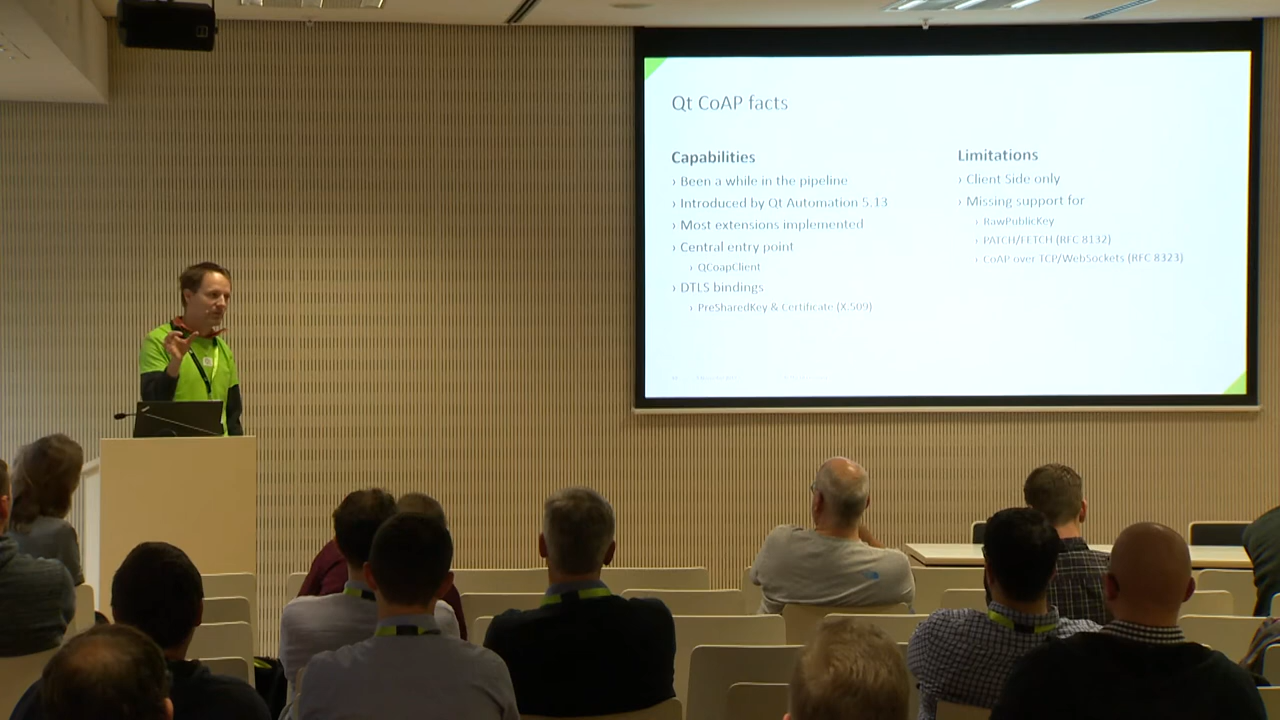 Qt CoAP facts
Capabilities
› Been a while in the pipeline
› Introduced by Qt Automation 5.13
› Most extensions implemented
› Central entry point
› QCoapClient
› DTLS bindings
› PreSharedKey & Certificate (X.509)
Limitations
› Client Side only
› Missing support for
› RawPublicKey
› PATCH/FETCH (RFC 8132)
› CoAP over TCP/WebSockets (RFC 8323)